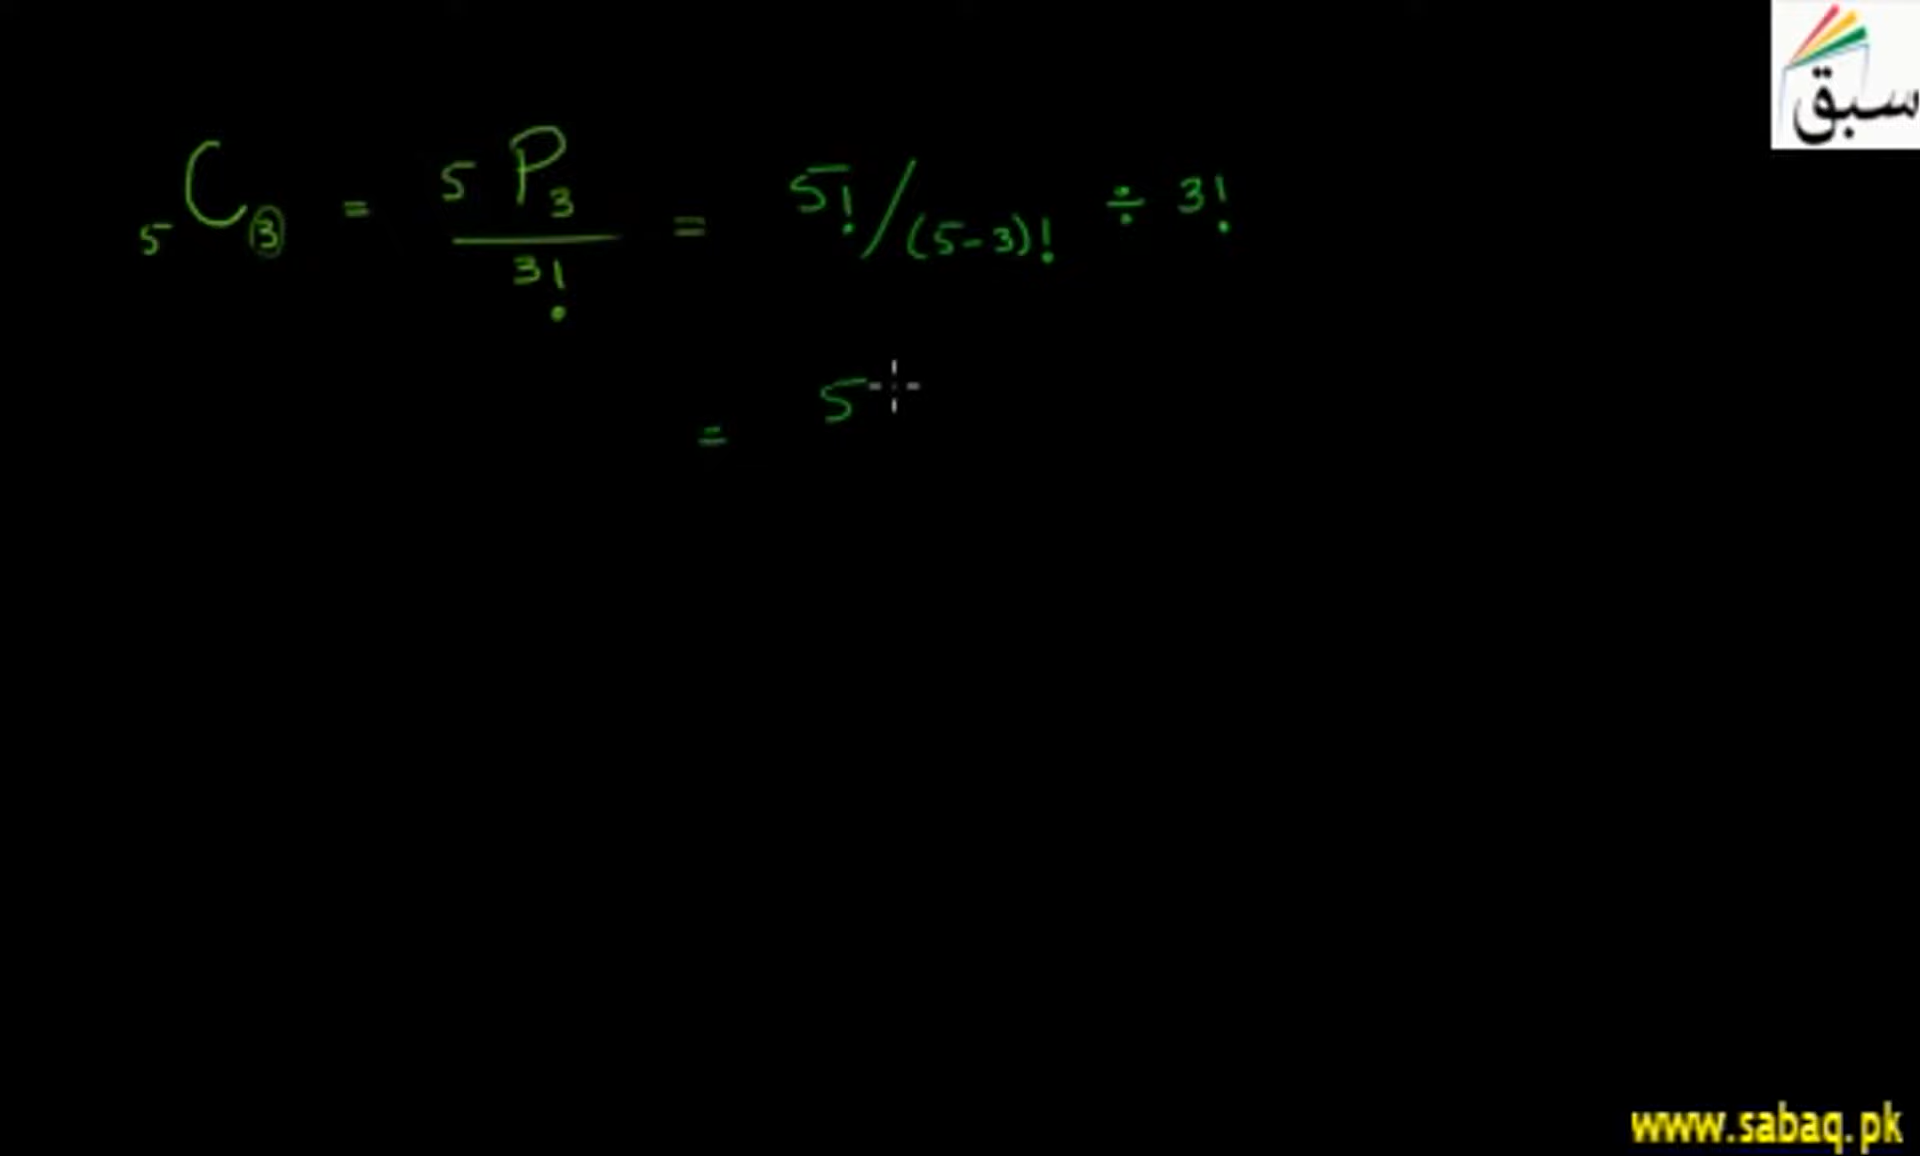 سبق
₅C₃ = ₅P₃ / 3! = 5!/(5-3)! ÷ 3!
= 5
www.sabaq.pk